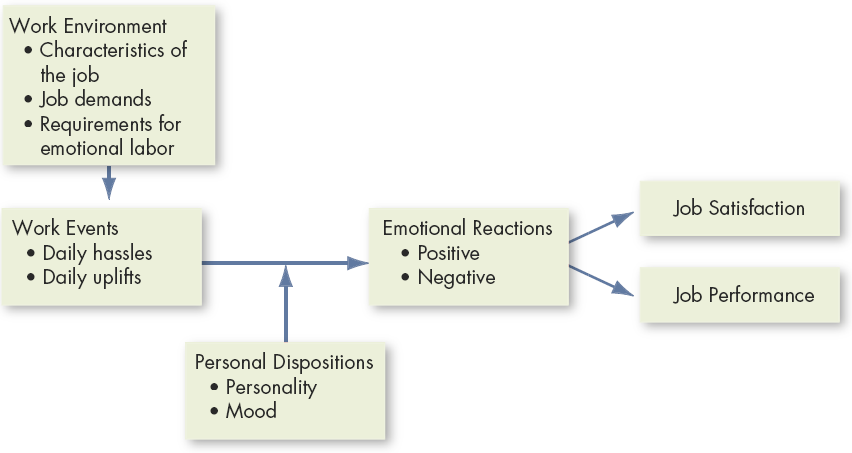 Work Environment
• Characteristics of
the job
• Job demands
• Requirements for
emotional labor
Work Events
• Daily hassles
• Daily uplifts
Emotional Reactions
• Positive
• Negative
Job Satisfaction
Job Performance
Personal Dispositions
• Personality
• Mood